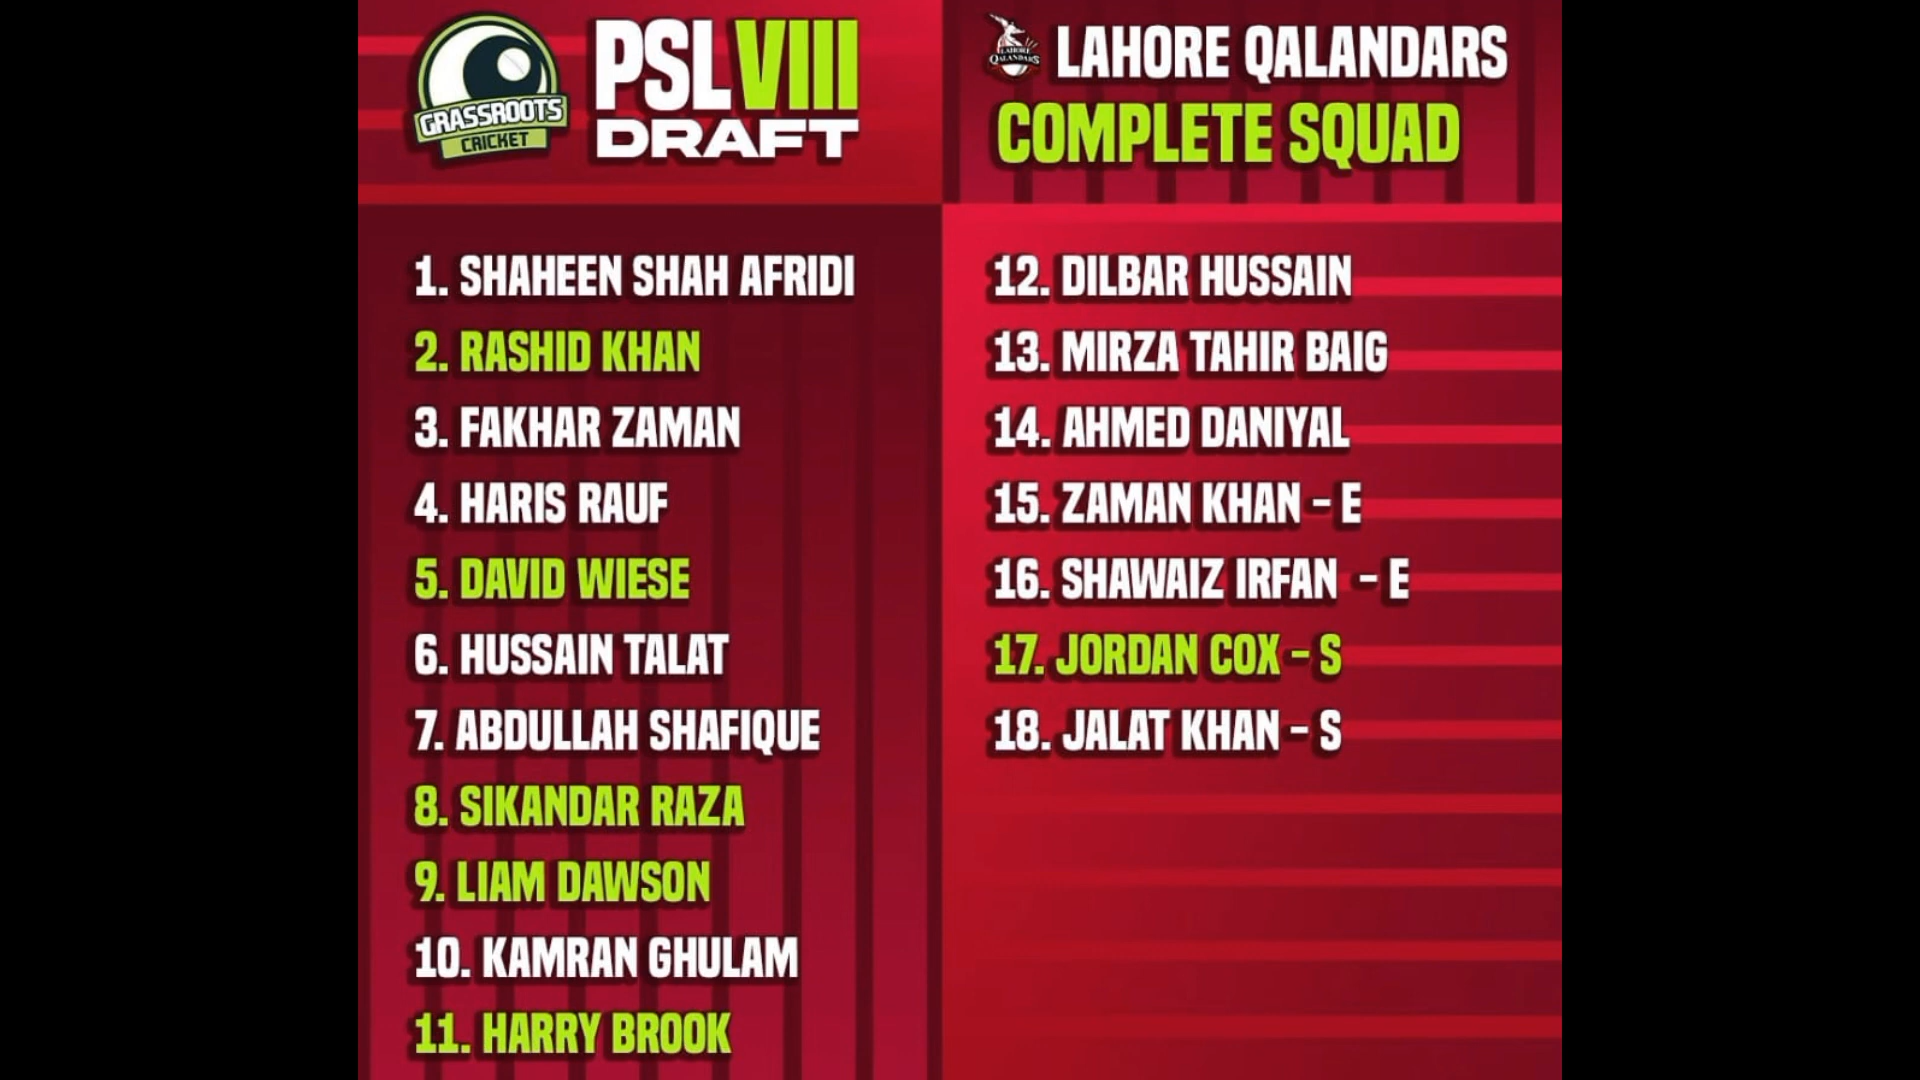 GRASSROOTS
CRICKET
PSL VIII
DRAFT
LAHORE
QALANDARS
LAHORE QALANDARS
COMPLETE SQUAD
1. SHAHEEN SHAH AFRIDI
2. RASHID KHAN
3. FAKHAR ZAMAN
4. HARIS RAUF
5. DAVID WIESE
6. HUSSAIN TALAT
7. ABDULLAH SHAFIQUE
8. SIKANDAR RAZA
9. LIAM DAWSON
10. KAMRAN GHULAM
11. HARRY BROOK
12. DILBAR HUSSAIN
13. MIRZA TAHIR BAIG
14. AHMED DANIYAL
15. ZAMAN KHAN - E
16. SHAWAIZ IRFAN - E
17. JORDAN COX - S
18. JALAT KHAN - S